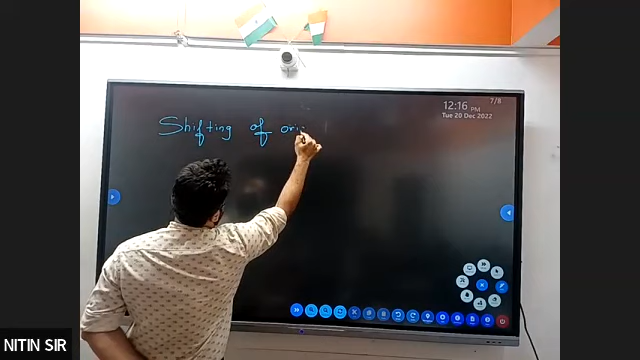 7/8
12:16 PM
Tue 20 Dec 2022
Shifting of ori
NITIN SIR